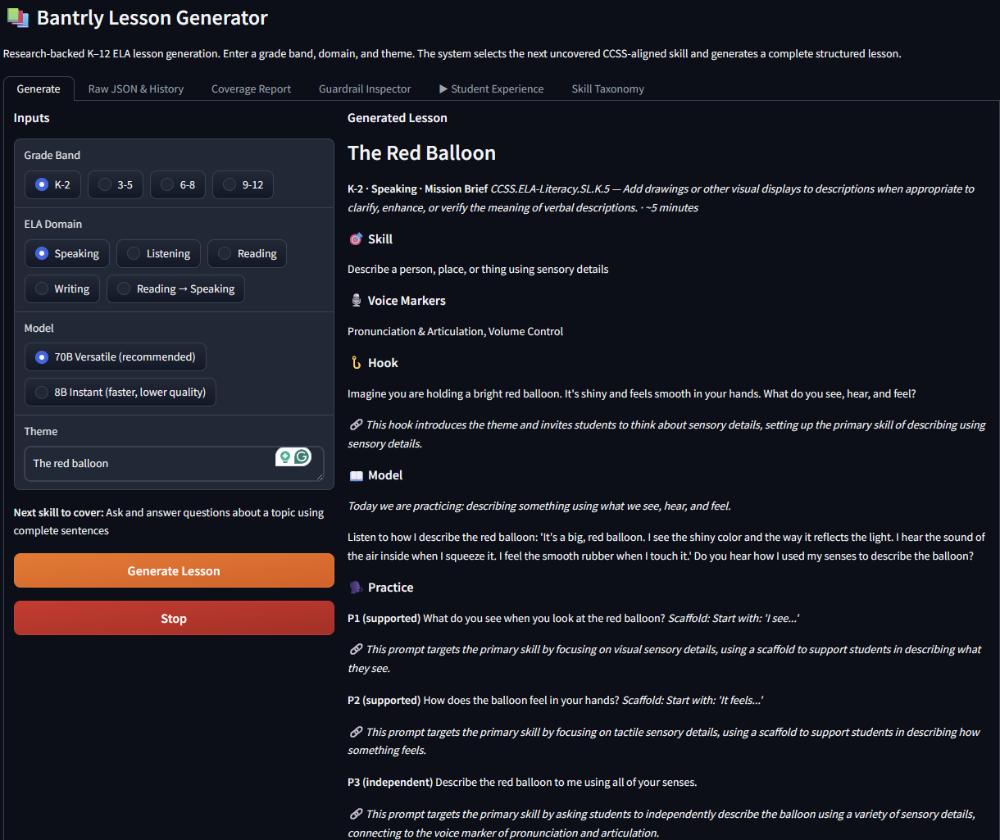 Bantrly Lesson Generator
Research-backed K–12 ELA lesson generation. Enter a grade band, domain, and theme. The system selects the next uncovered CCSS-aligned skill and generates a complete structured lesson.
Generate
Raw JSON & History
Coverage Report
Guardrail Inspector
▶ Student Experience
Skill Taxonomy
Inputs
Grade Band
K-2
3-5
6-8
9-12
ELA Domain
Speaking
Listening
Reading
Writing
Reading → Speaking
Model
70B Versatile (recommended)
8B Instant (faster, lower quality)
Theme
The red balloon
Next skill to cover: Ask and answer questions about a topic using
complete sentences
Generate Lesson
Stop
Generated Lesson
The Red Balloon
K-2 · Speaking · Mission Brief CCSS.ELA-Literacy.SL.K.5 — Add drawings or other visual displays to descriptions when appropriate to
clarify, enhance, or verify the meaning of verbal descriptions. · ~5 minutes
Skill
Describe a person, place, or thing using sensory details
Voice Markers
Pronunciation & Articulation, Volume Control
Hook
Imagine you are holding a bright red balloon. It's shiny and feels smooth in your hands. What do you see, hear, and feel?
This hook introduces the theme and invites students to think about sensory details, setting up the primary skill of describing using
sensory details.
Model
Today we are practicing: describing something using what we see, hear, and feel.
Listen to how I describe the red balloon: 'It's a big, red balloon. I see the shiny color and the way it reflects the light. I hear the sound of
the air inside when I squeeze it. I feel the smooth rubber when I touch it.' Do you hear how I used my senses to describe the balloon?
Practice
P1 (supported) What do you see when you look at the red balloon? Scaffold: Start with: 'I see...'
This prompt targets the primary skill by focusing on visual sensory details, using a scaffold to support students in describing what
they see.
P2 (supported) How does the balloon feel in your hands? Scaffold: Start with: 'It feels...'
This prompt targets the primary skill by focusing on tactile sensory details, using a scaffold to support students in describing how
something feels.
P3 (independent) Describe the red balloon to me using all of your senses.
This prompt targets the primary skill by asking students to independently describe the balloon using a variety of sensory details,
connecting to the voice marker of pronunciation and articulation.